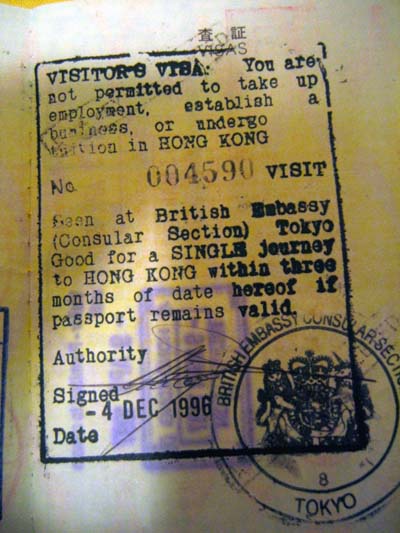 査 証
VISAS
VISITOR'S VISA: You are
not permitted to take up
employment, establish a
business, or undergo
tuition in HONG KONG
No. 004590 VISIT
Seen at British Embassy
(Consular Section) Tokyo
Good for a SINGLE journey
to HONG KONG within three
months of date hereof if
passport remains valid.
Authority
Signed
-4 DEC 1996
Date
BRITISH EMBASSY CONSULAR SECTION
8
TOKYO